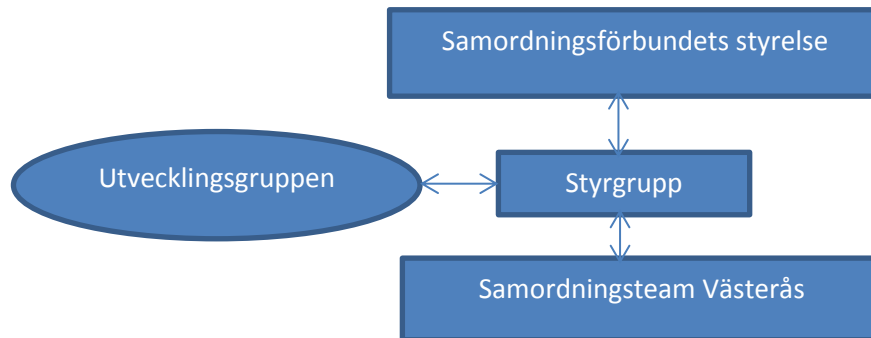 Samordningsförbundets styrelse
Utvecklingsgruppen
Styrgrupp
Samordningsteam Västerås